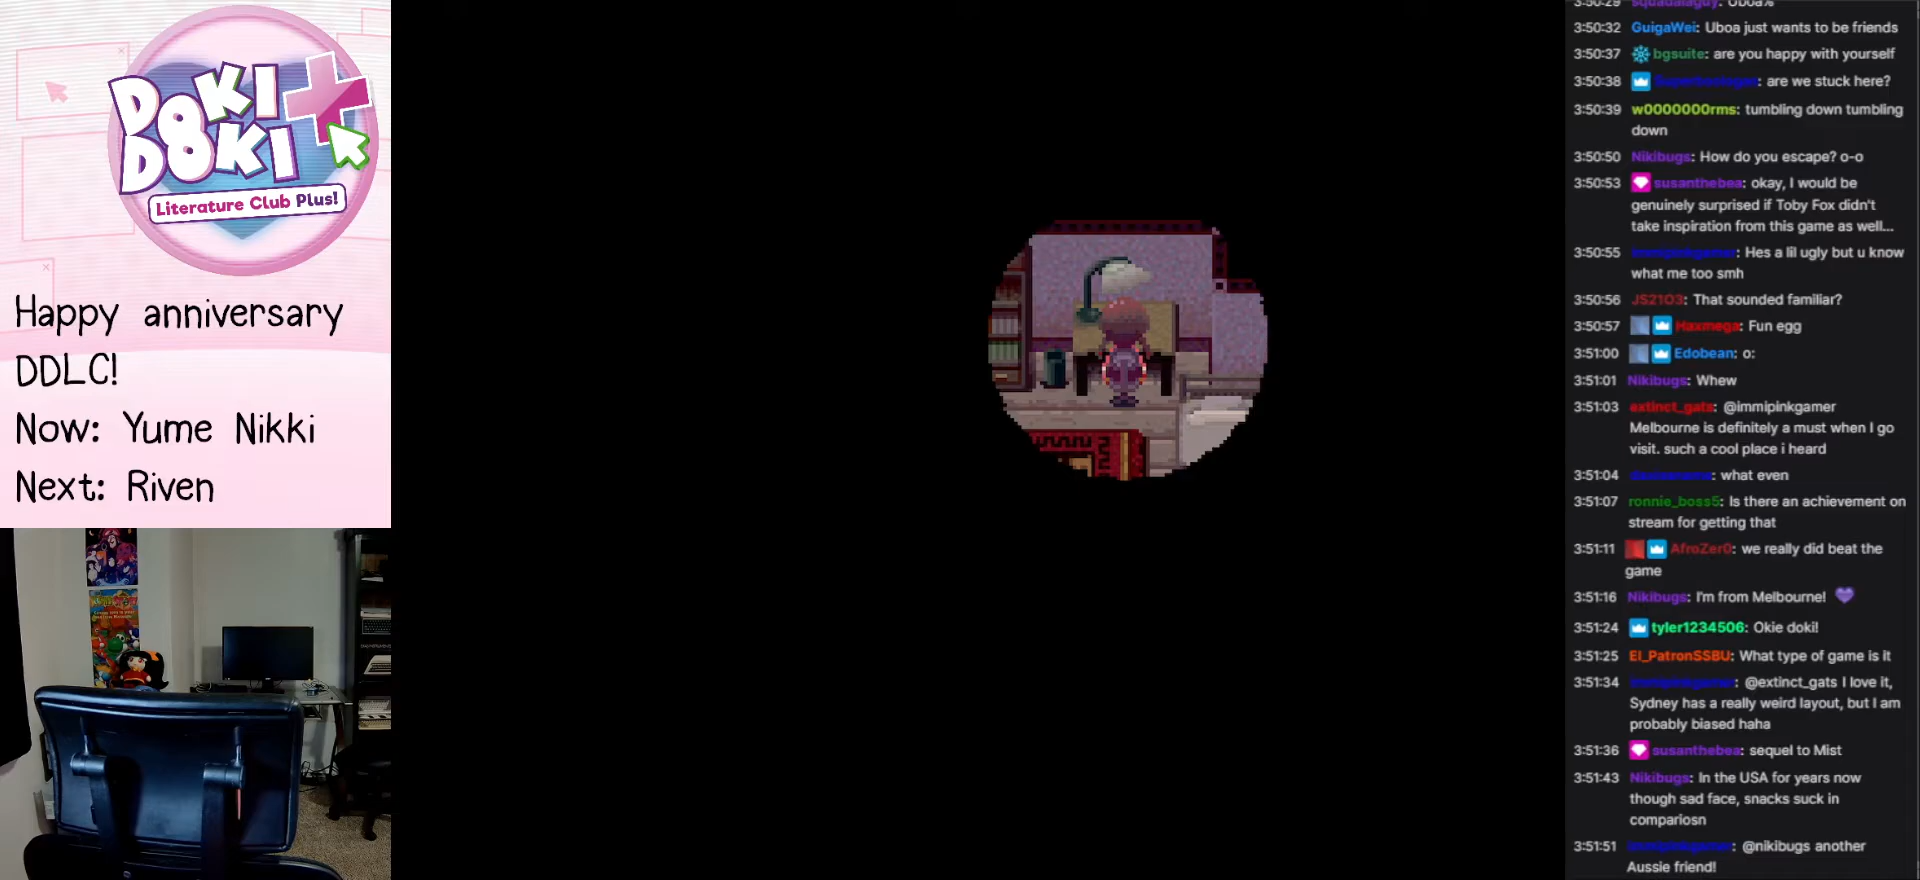 DOKI
DOKI
Literature Club Plus!
Happy anniversary
DDLC!
Now: Yume Nikki
Next: Riven
3:50:29 squadalaguy: Uboa%
3:50:32 GuigaWei: Uboa just wants to be friends
3:50:37 bgsuite: are you happy with yourself
3:50:38 : are we stuck here?
3:50:39 w0000000rms: tumbling down tumbling
down
3:50:50 Nikibugs: How do you escape? o-o
3:50:53 susanthebea: okay, I would be
genuinely surprised if Toby Fox didn't
take inspiration from this game as well...
3:50:55 immipinkgamer: Hes a lil ugly but u know
what me too smh
3:50:56 JS21O3: That sounded familiar?
3:50:57 Haxmega: Fun egg
3:51:00 Edobean: o:
3:51:01 Nikibugs: Whew
3:51:03 extinct_gats: @immipinkgamer
Melbourne is definitely a must when I go
visit. such a cool place i heard
3:51:04 : what even
3:51:07 ronnie_boss5: Is there an achievement on
stream for getting that
3:51:11 AfroZer0: we really did beat the
game
3:51:16 Nikibugs: I'm from Melbourne!
3:51:24 tyler1234506: Okie doki!
3:51:25 El_PatronSSBU: What type of game is it
3:51:34 immipinkgamer: @extinct_gats I love it,
Sydney has a really weird layout, but I am
probably biased haha
3:51:36 susanthebea: sequel to Mist
3:51:43 Nikibugs: In the USA for years now
though sad face, snacks suck in
compariosn
3:51:51 immipinkgamer: @nikibugs another
Aussie friend!